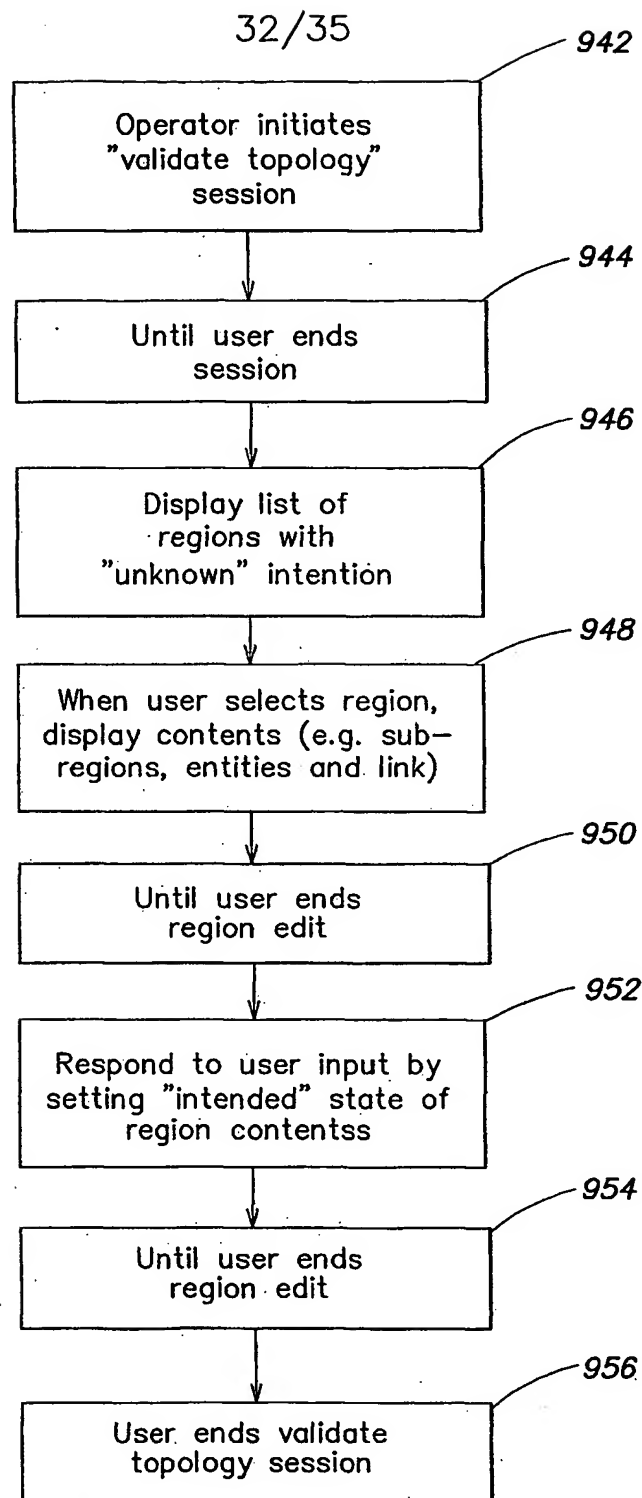 32/35
942
Operator initiates
"validate topology"
session
944
Until user ends
session
946
Display list of
regions with
"unknown" intention
948
When user selects region,
display contents (e.g. sub-
regions, entities and link)
950
Until user ends
region edit
952
Respond to user input by
setting "intended" state of
region contentss
954
Until user ends
region edit
956
User ends validate
topology session